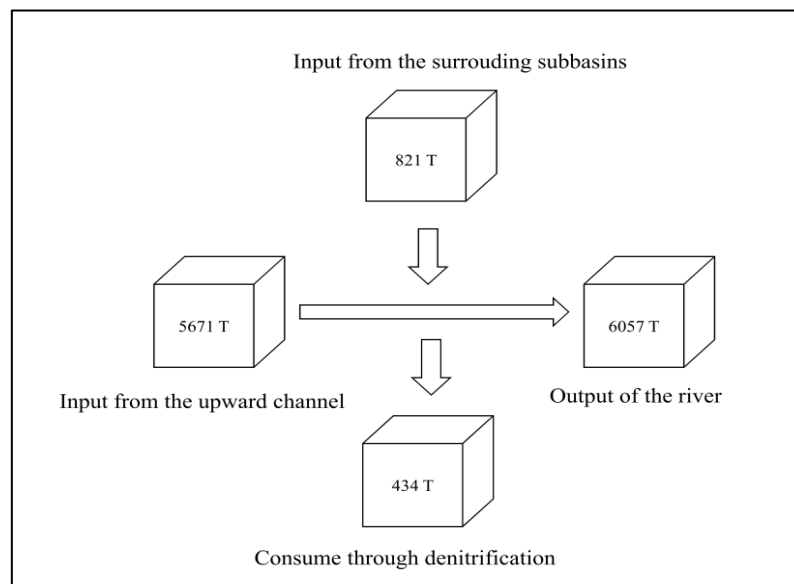 Input from the surrouding subbasins
821 T
5671 T
6057 T
Input from the upward channel
Output of the river
434 T
Consume through denitrification